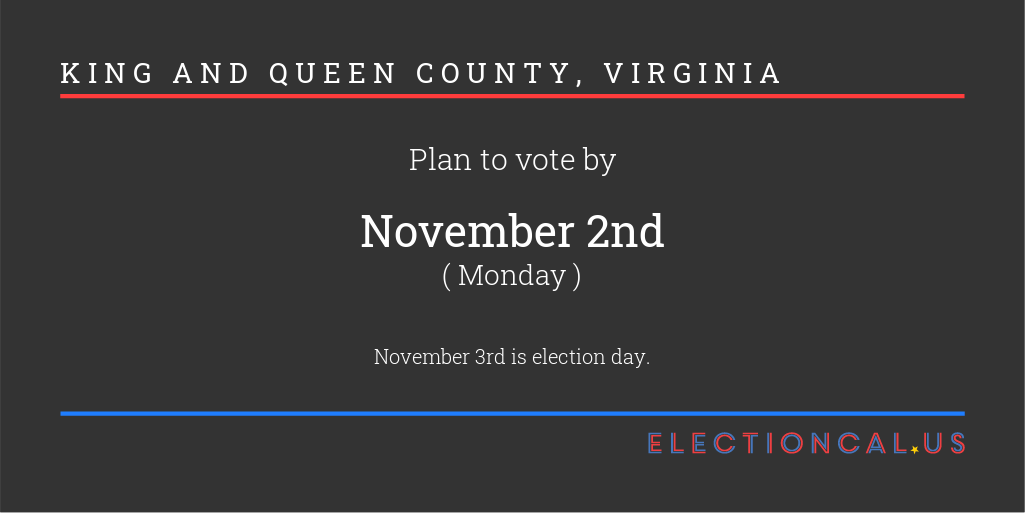 KING AND QUEEN COUNTY, VIRGINIA
Plan to vote by
November 2nd
( Monday )
November 3rd is election day.
ELECTIONCAL.US